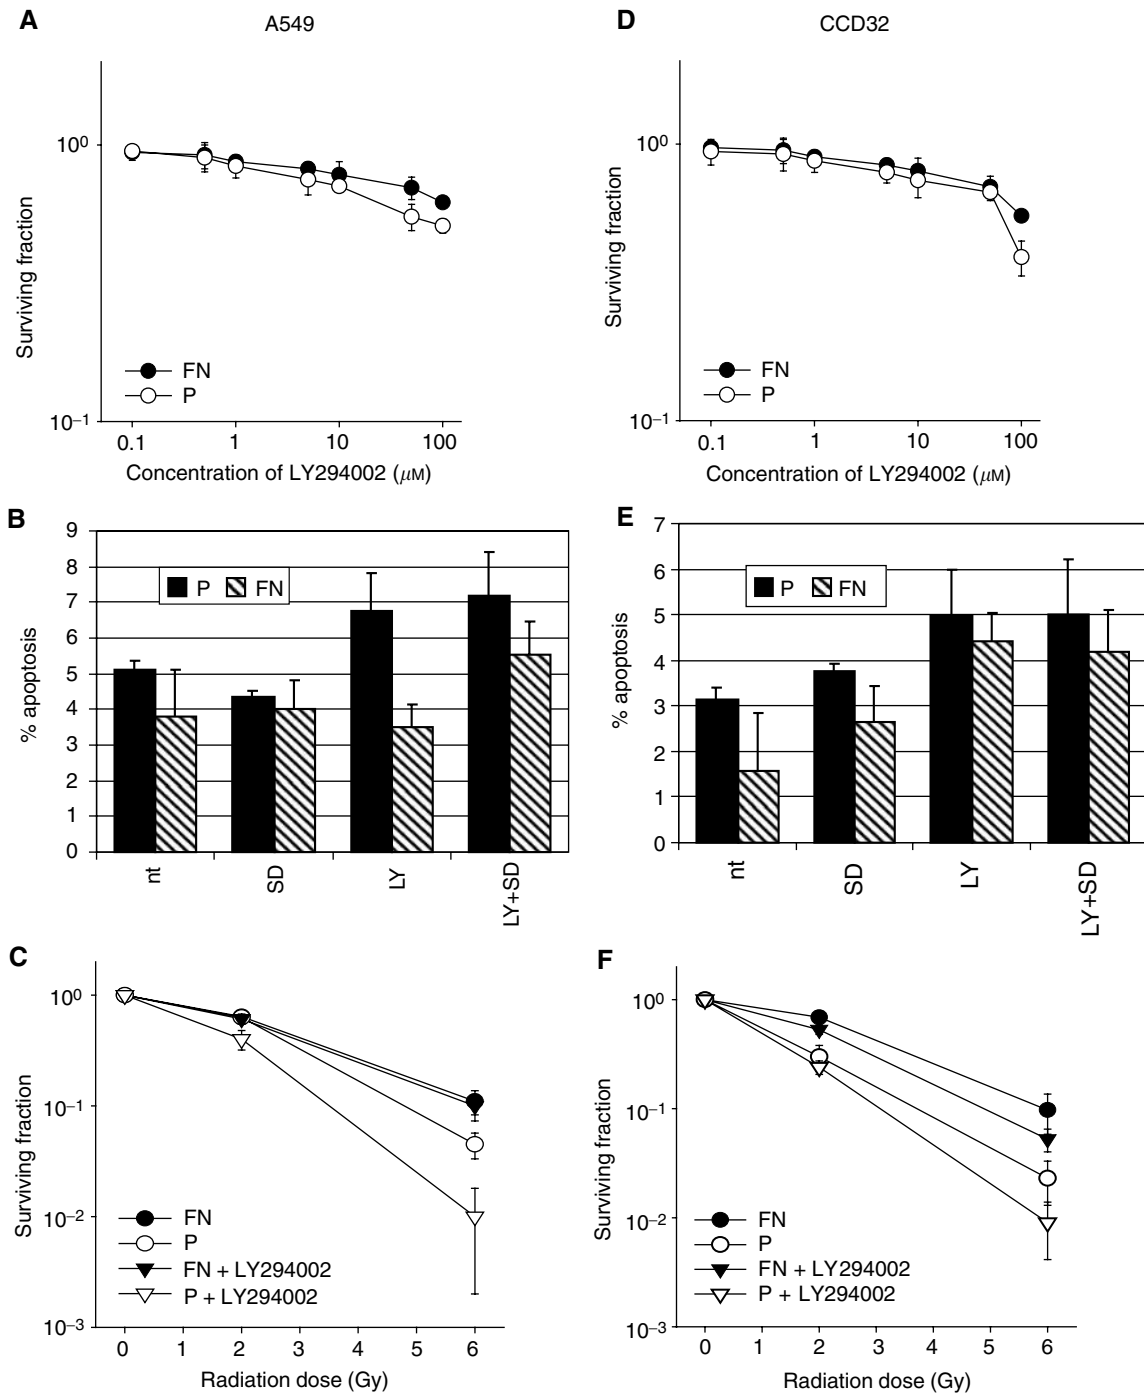 A
A549
Surviving fraction
10⁰
10⁻¹
FN
P
0.1 1 10 100
Concentration of LY294002 (μM)
D
CCD32
Surviving fraction
10⁰
10⁻¹
FN
P
0.1 1 10 100
Concentration of LY294002 (μM)
B
% apoptosis
9
8
7
6
5
4
3
2
1
0
P FN
nt
SD
LY
LY+SD
E
% apoptosis
7
6
5
4
3
2
1
0
P FN
nt
SD
LY
LY+SD
C
Surviving fraction
10⁰
10⁻¹
10⁻²
10⁻³
FN
P
FN + LY294002
P + LY294002
0 1 2 3 4 5 6
Radiation dose (Gy)
F
Surviving fraction
10⁰
10⁻¹
10⁻²
10⁻³
FN
P
FN + LY294002
P + LY294002
0 1 2 3 4 5 6
Radiation dose (Gy)